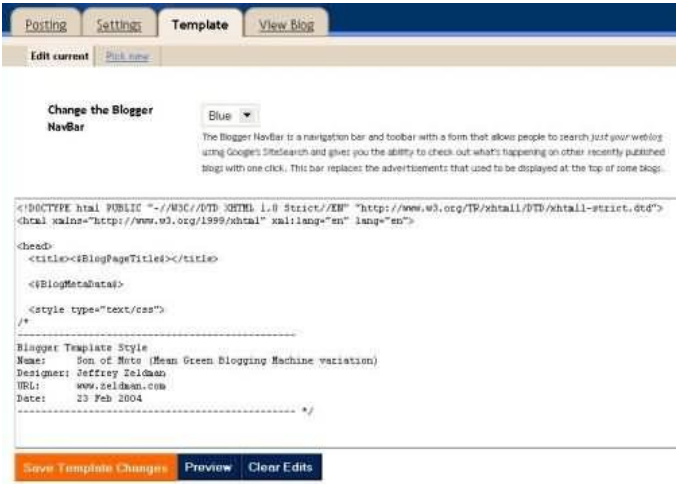 Posting Settings Template View Blog
Edit current Pick new
Change the Blogger
NavBar
Blue
The Blogger NavBar is a navigation bar and toolbar with a form that allows people to search just your weblog
using Google's SiteSearch and gives you the ability to check out what's happening on other recently published
blogs with one click. This bar replaces the advertisements that used to be displayed at the top of some blogs.
<!DOCTYPE html PUBLIC "-//W3C//DTD XHTML 1.0 Strict//EN" "http://www.w3.org/TR/xhtml1/DTD/xhtml1-strict.dtd">
<html xmlns="http://www.w3.org/1999/xhtml" xml:lang="en" lang="en">
<head>
<title><$BlogPageTitle$></title>
<$BlogMetaData$>
<style type="text/css">
/*
-----------------------------------------------
Blogger Template Style
Name: Son of Moto (Mean Green Blogging Machine variation)
Designer: Jeffrey Zeldman
URL: www.zeldman.com
Date: 23 Feb 2004
----------------------------------------------- */
Save Template Changes Preview Clear Edits